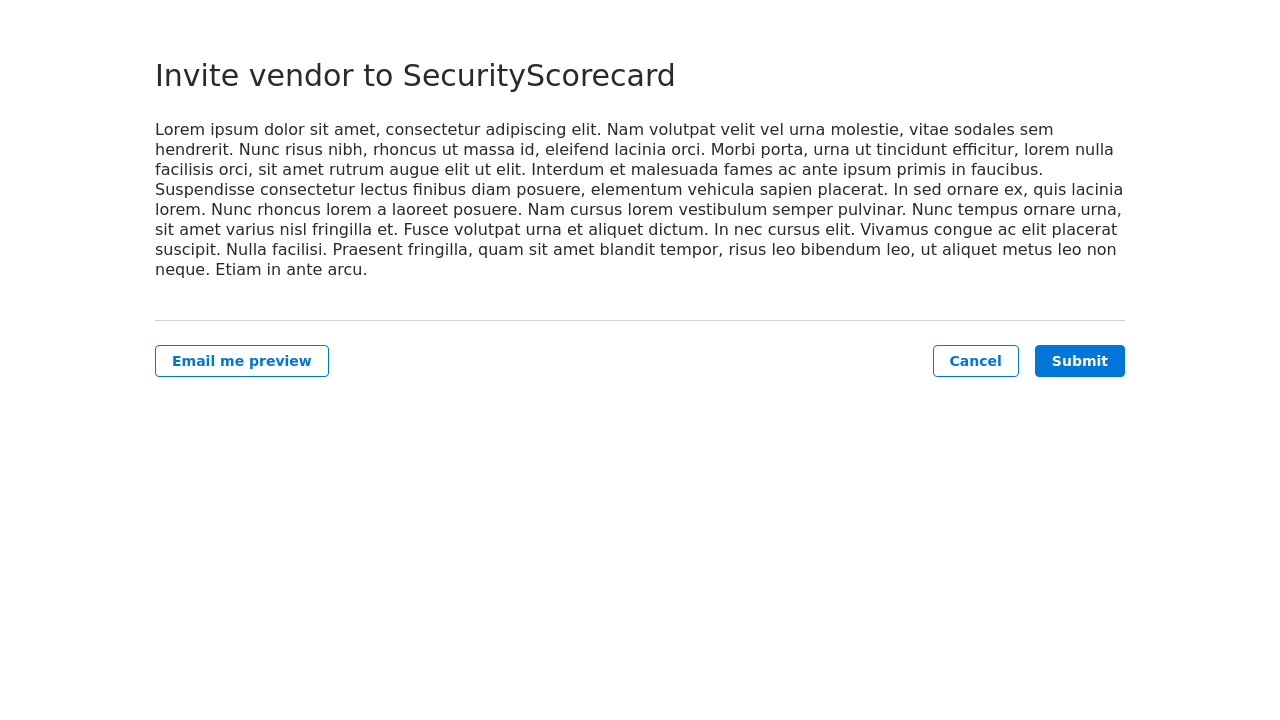 Invite vendor to SecurityScorecard
Lorem ipsum dolor sit amet, consectetur adipiscing elit. Nam volutpat velit vel urna molestie, vitae sodales sem
hendrerit. Nunc risus nibh, rhoncus ut massa id, eleifend lacinia orci. Morbi porta, urna ut tincidunt efficitur, lorem nulla
facilisis orci, sit amet rutrum augue elit ut elit. Interdum et malesuada fames ac ante ipsum primis in faucibus.
Suspendisse consectetur lectus finibus diam posuere, elementum vehicula sapien placerat. In sed ornare ex, quis lacinia
lorem. Nunc rhoncus lorem a laoreet posuere. Nam cursus lorem vestibulum semper pulvinar. Nunc tempus ornare urna,
sit amet varius nisl fringilla et. Fusce volutpat urna et aliquet dictum. In nec cursus elit. Vivamus congue ac elit placerat
suscipit. Nulla facilisi. Praesent fringilla, quam sit amet blandit tempor, risus leo bibendum leo, ut aliquet metus leo non
neque. Etiam in ante arcu.
Email me preview
Cancel
Submit